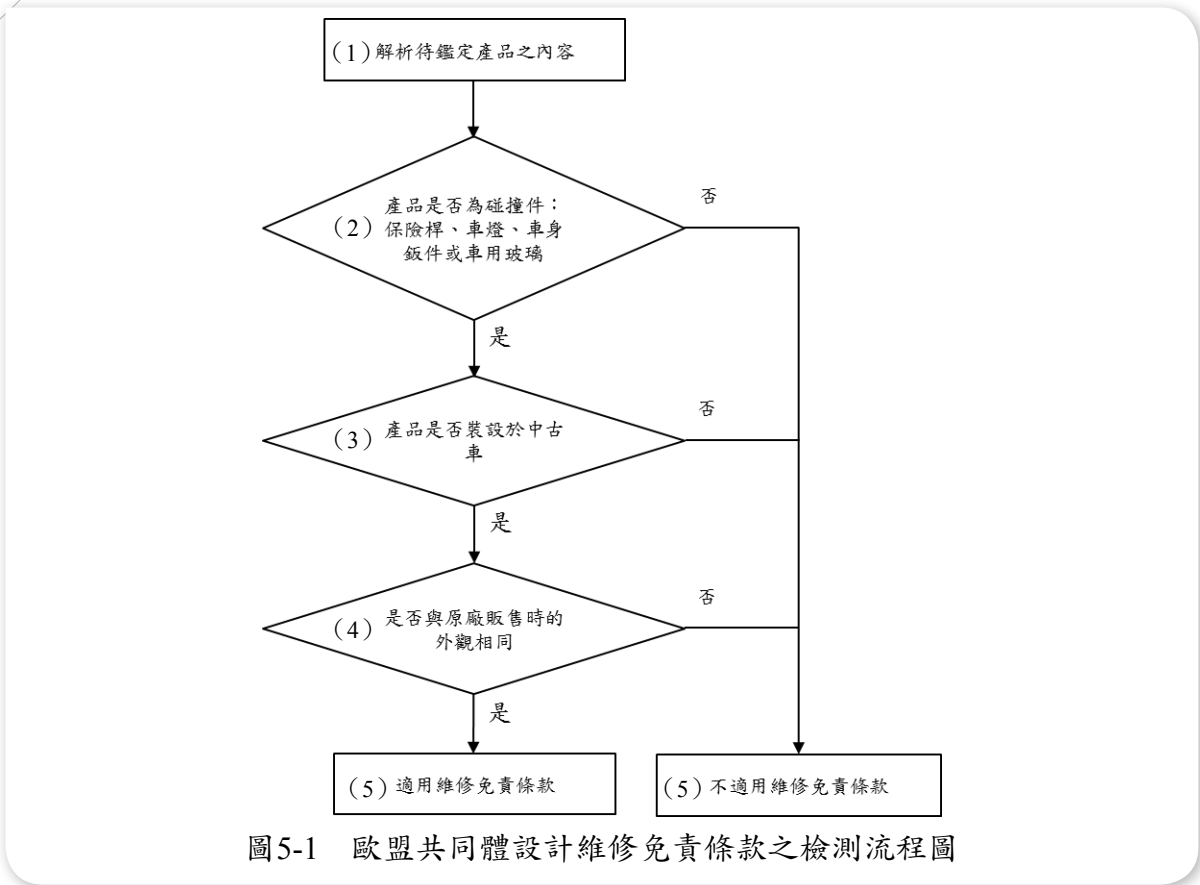 （1）解析待鑑定產品之內容
產品是否為碰撞件：
（2）保險桿、車燈、車身
鈑件或車用玻璃
否
是
（3）產品是否裝設於中古
車
否
是
（4）是否與原廠販售時的
外觀相同
否
是
（5）適用維修免責條款
（5）不適用維修免責條款
圖5-1　歐盟共同體設計維修免責條款之檢測流程圖